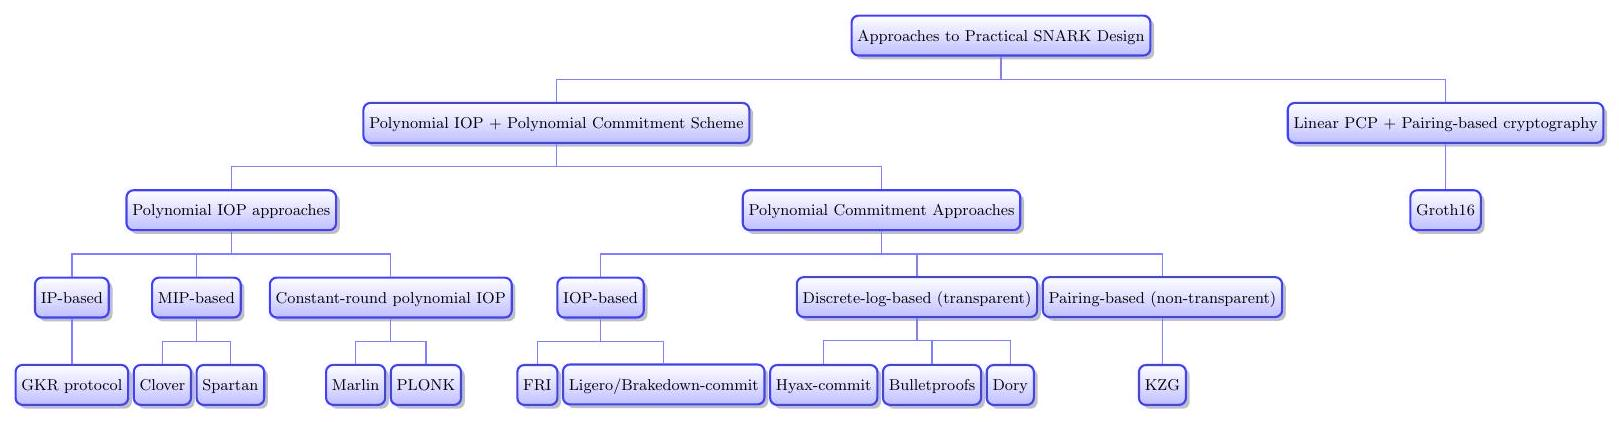 Approaches to Practical SNARK Design
Polynomial IOP + Polynomial Commitment Scheme
Linear PCP + Pairing-based cryptography
Polynomial IOP approaches
Polynomial Commitment Approaches
Groth16
IP-based
MIP-based
Constant-round polynomial IOP
IOP-based
Discrete-log-based (transparent)
Pairing-based (non-transparent)
GKR protocol
Clover
Spartan
Marlin
PLONK
FRI
Ligero/Brakedown-commit
Hyax-commit
Bulletproofs
Dory
KZG